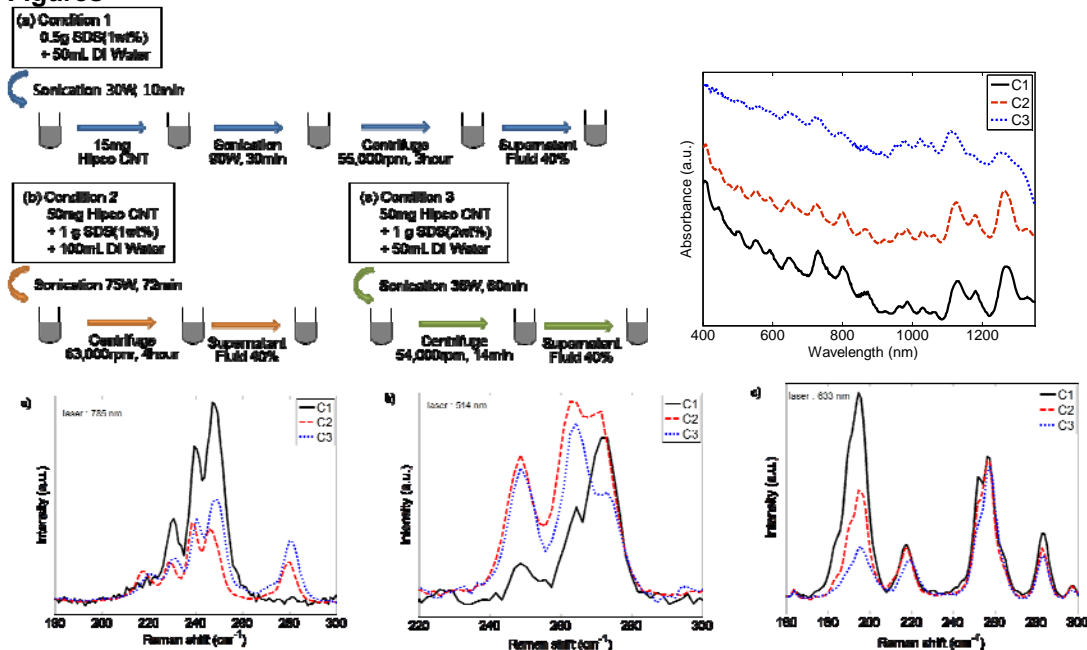 Figures
(a) Condition 1
0.5g SDS(1wt%)
+ 50mL DI Water
Sonication 30W, 10min
15mg
Hipco CNT
Sonication
90W, 30min
Centrifuge
55,000rpm, 3hour
Supernatant
Fluid 40%
(b) Condition 2
50mg Hipco CNT
+ 1 g SDS(1wt%)
+ 100mL DI Water
Sonication 75W, 72min
Centrifuge
63,000rpm, 4hour
Supernatant
Fluid 40%
Condition 3
50mg Hipco CNT
+ 1 g SDS(2wt%)
+ 50mL DI Water
Sonication 36W, 60min
Centrifuge
54,000rpm, 14min
Supernatant
Fluid 40%
C1
C2
C3
Absorbance (a.u.)
400 600 800 1000 1200
Wavelength (nm)
laser : 785 nm
C1
C2
C3
Intensity (a.u.)
180 200 220 240 260 280 300
Raman shift (cm-1)
b)
laser : 514 nm
C1
C2
C3
Intensity (a.u.)
220 240 260 280 300
Raman shift (cm-1)
laser : 633 nm
C1
C2
C3
Intensity (a.u.)
160 180 200 220 240 260 280 300
Raman shift (cm-1)